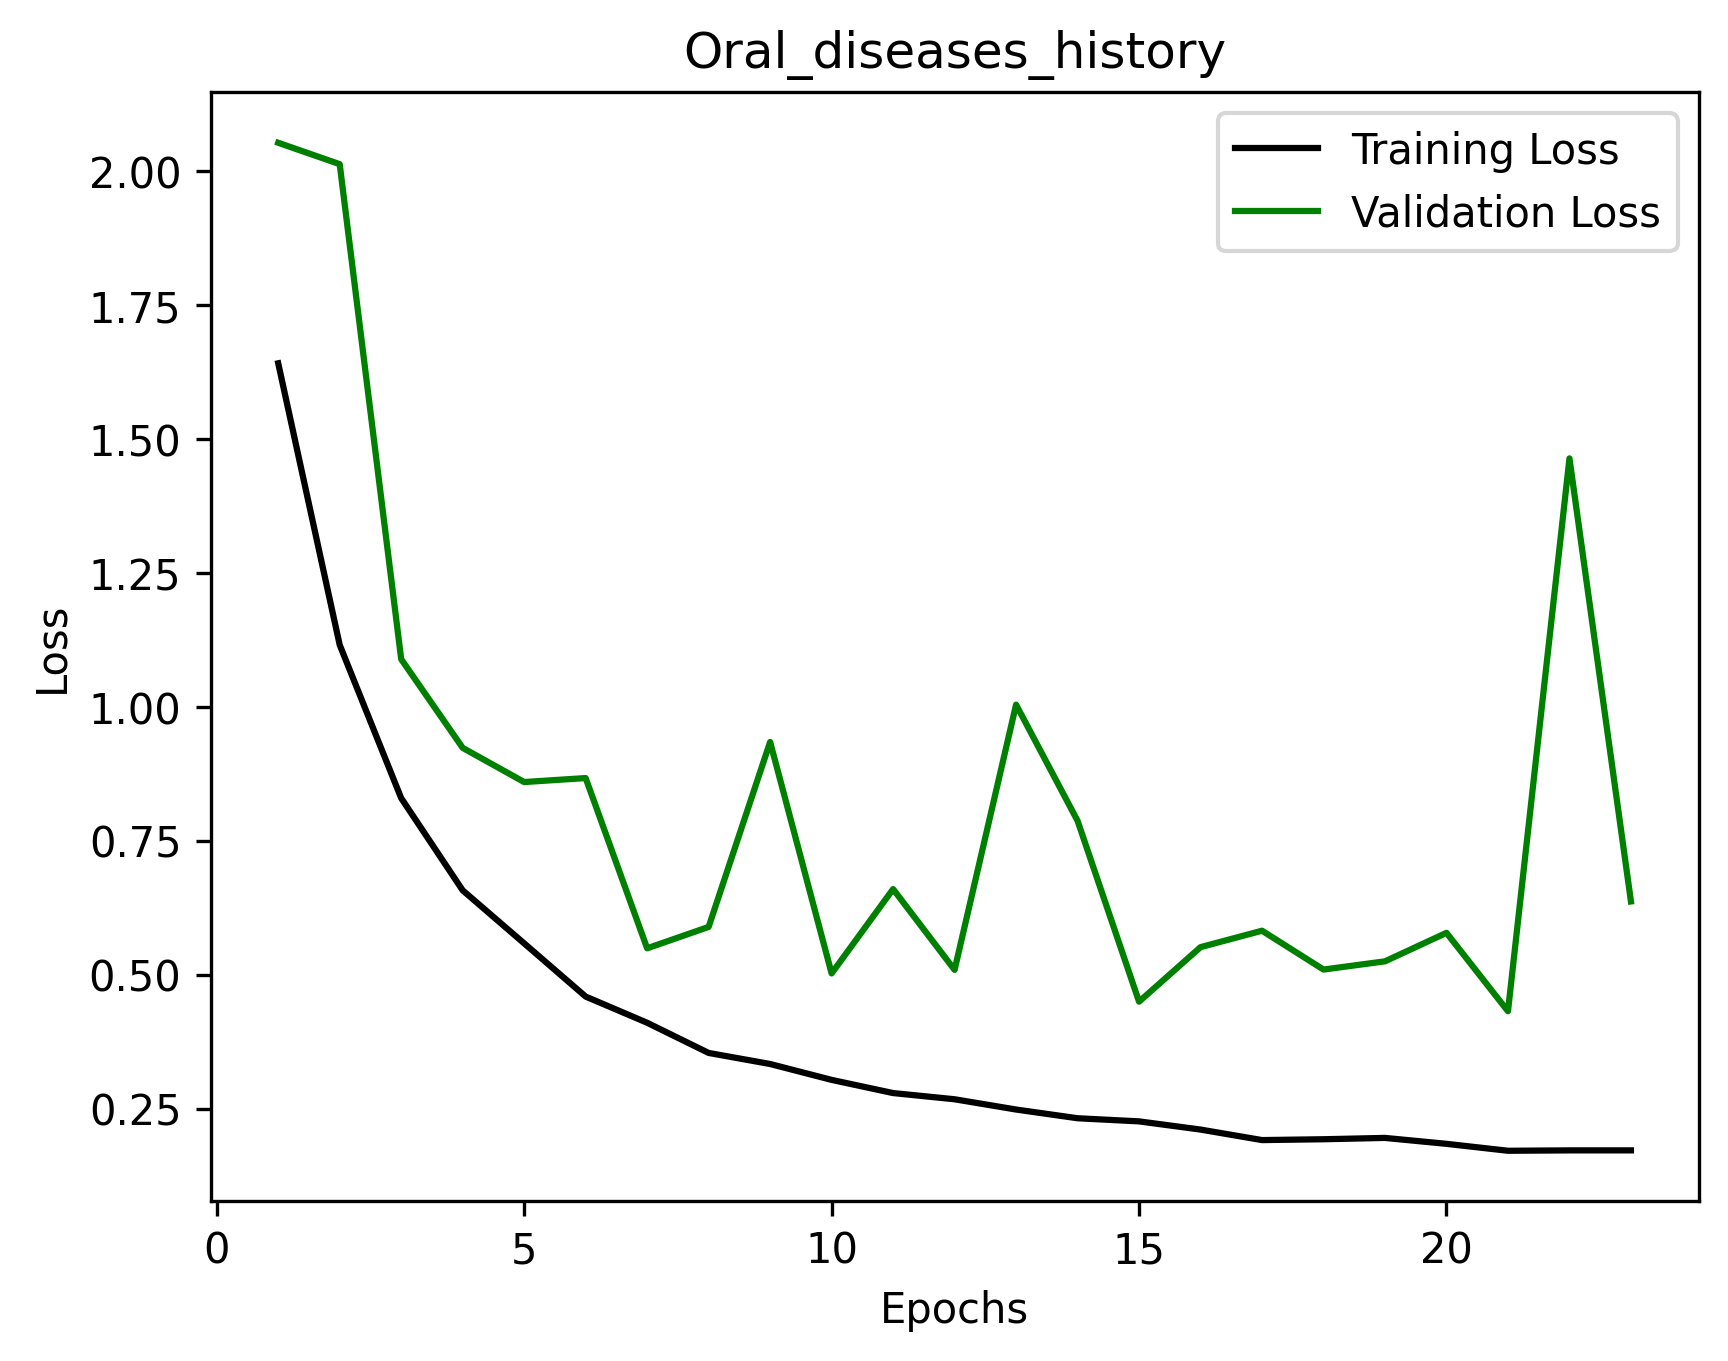 Oral_diseases_history
Training Loss
Validation Loss
2.00
1.75
1.50
1.25
1.00
0.75
0.50
0.25
Loss
0 5 10 15 20
Epochs